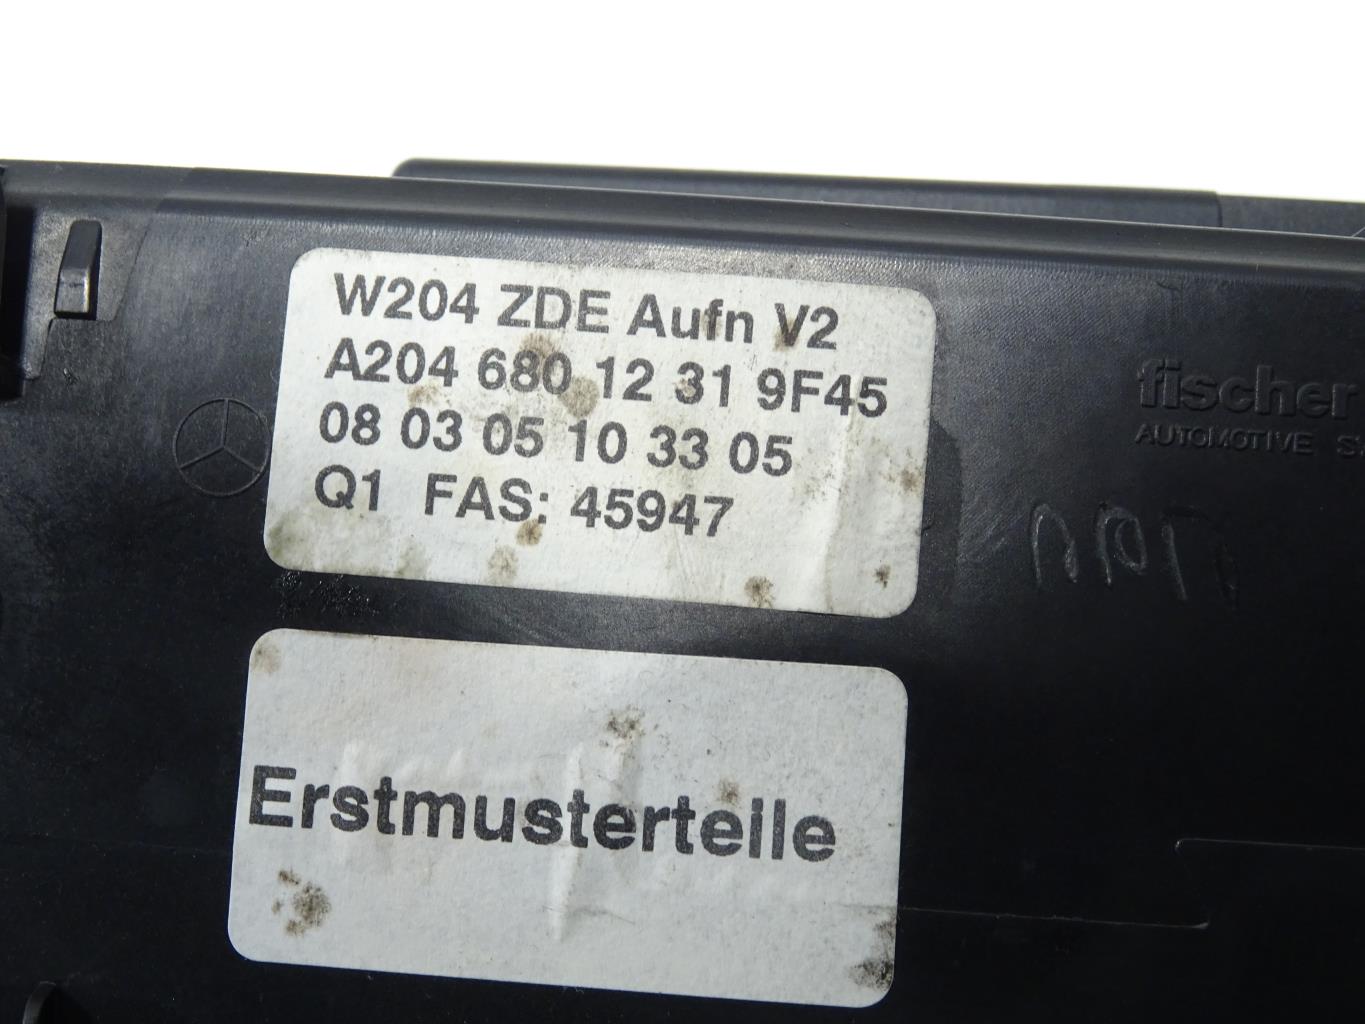 W204 ZDE Aufn V2
A204 680 12 31 9F45
08 03 05 10 33 05
Q1 FAS: 45947
fischer
AUTOMOTIVE
Erstmusterteile